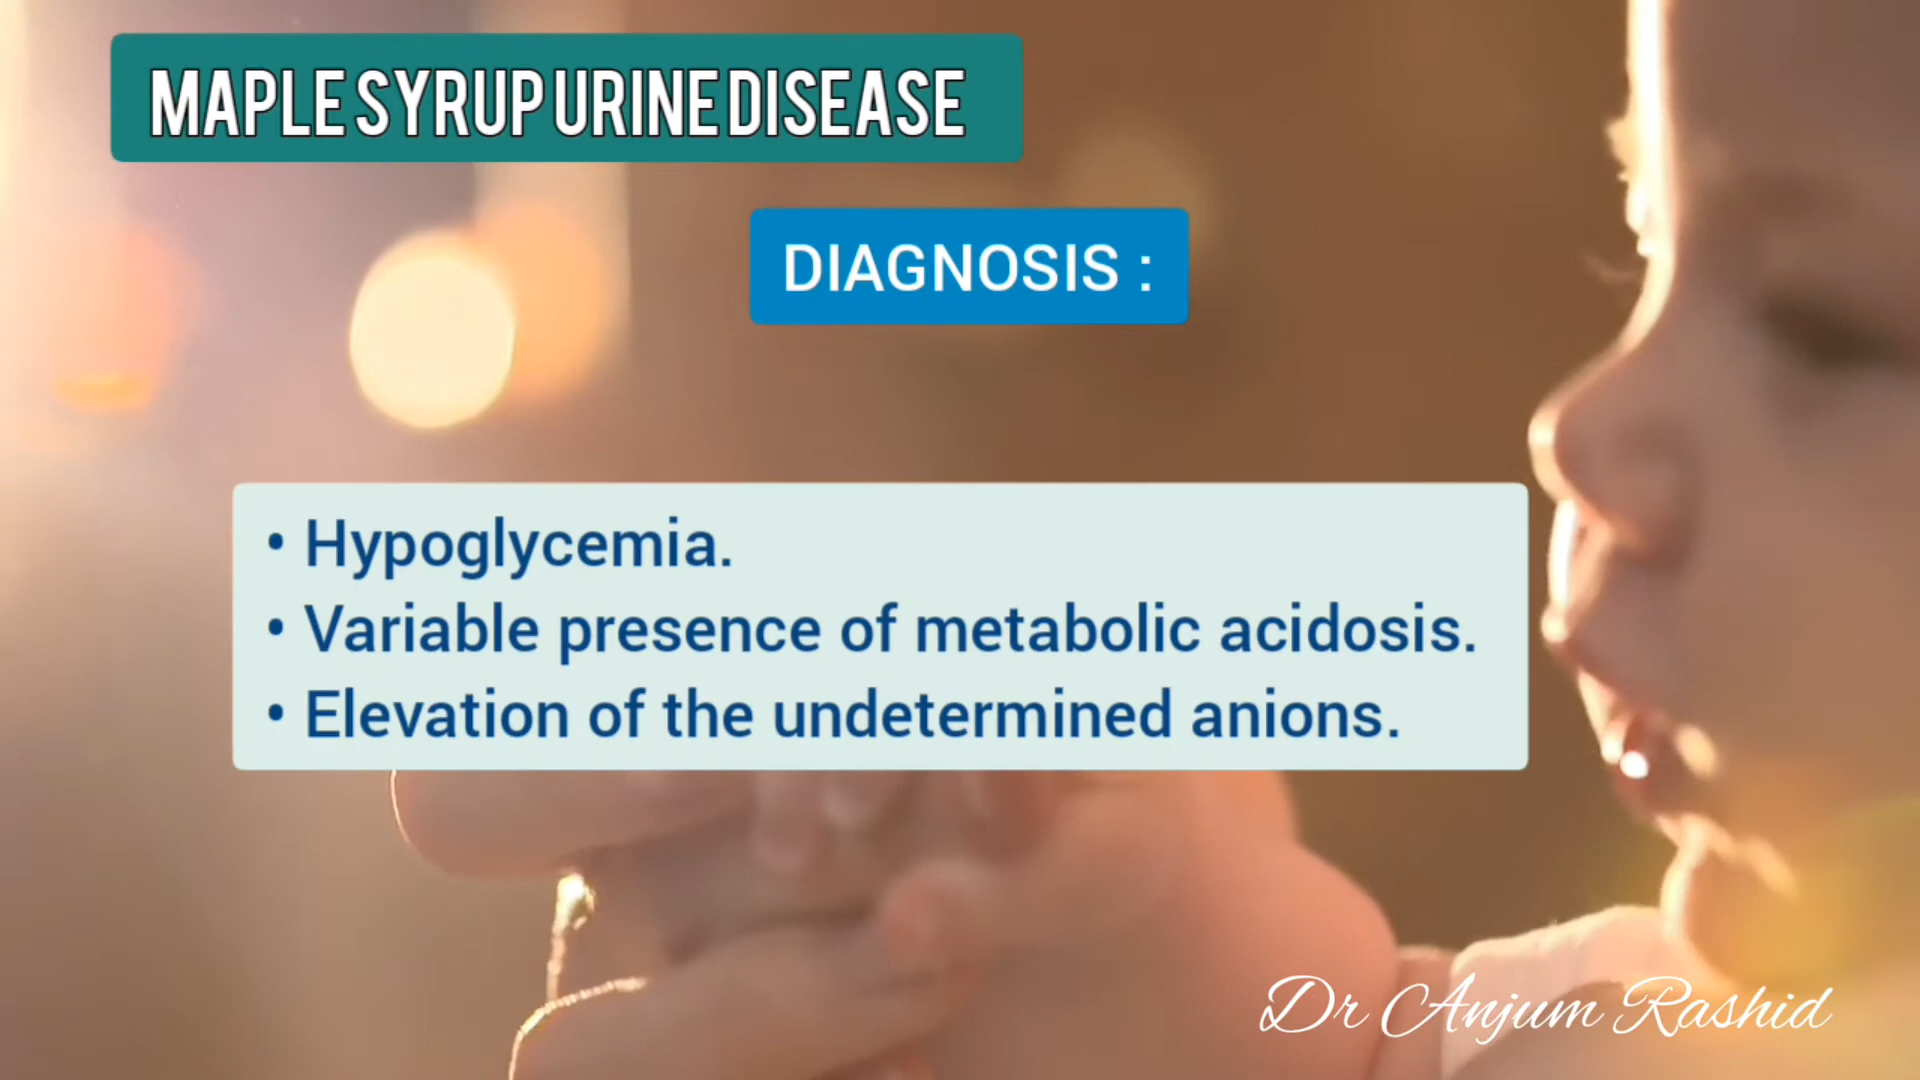 MAPLE SYRUP URINE DISEASE
DIAGNOSIS :
• Hypoglycemia.
• Variable presence of metabolic acidosis.
• Elevation of the undetermined anions.
Dr Anjum Rashid